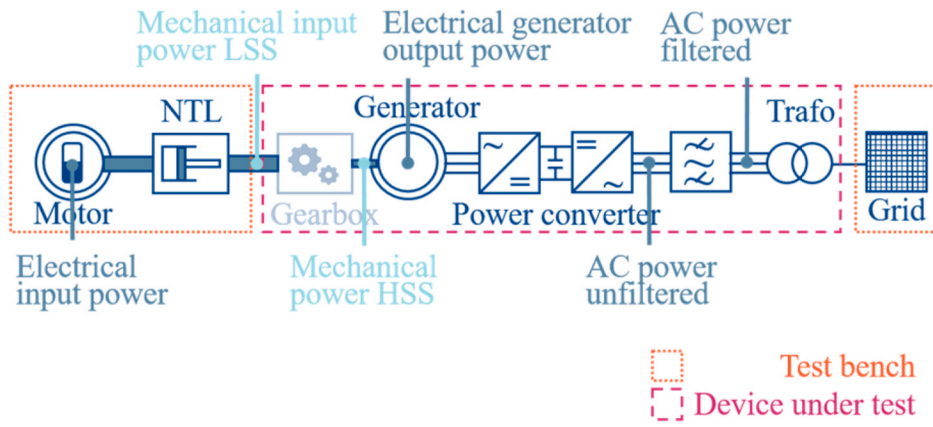 Mechanical input
power LSS
Electrical generator
output power
AC power
filtered
NTL
Generator
Trafo
Motor
Gearbox
Power converter
Grid
Electrical
input power
Mechanical
power HSS
AC power
unfiltered
Test bench
Device under test